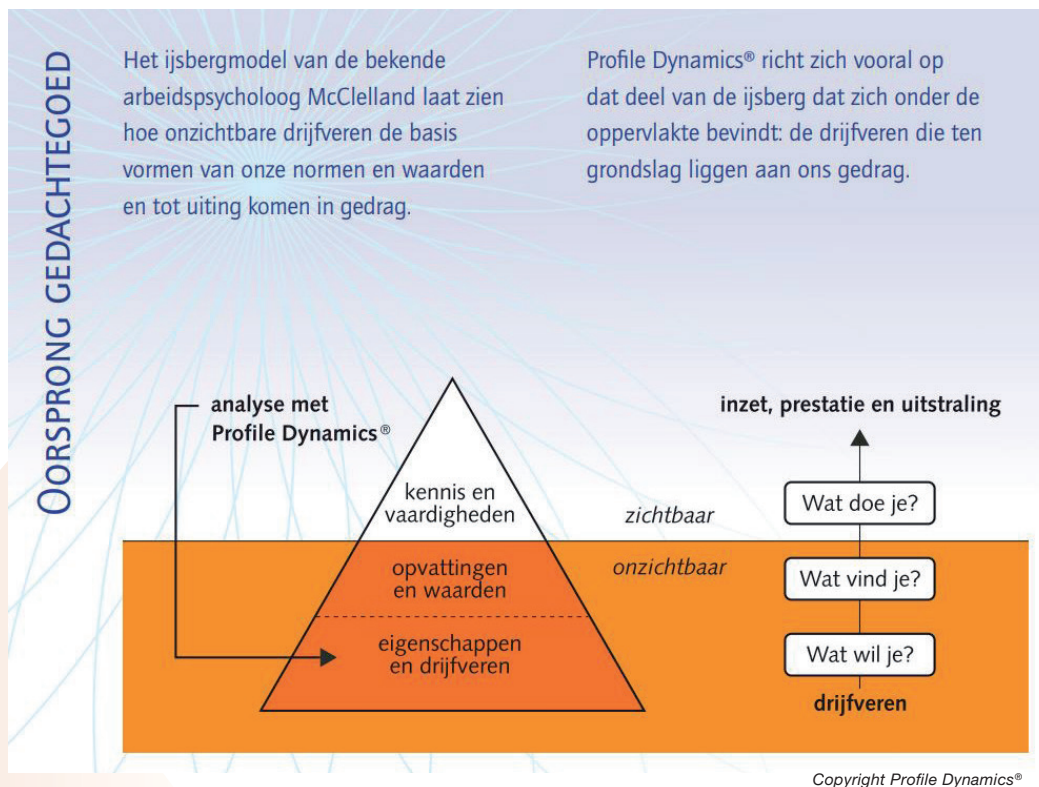 OORSPRONG GEDACHTEGOED
Het ijsbergmodel van de bekende
arbeidspsycholoog McClelland laat zien
hoe onzichtbare drijfveren de basis
vormen van onze normen en waarden
en tot uiting komen in gedrag.
Profile Dynamics® richt zich vooral op
dat deel van de ijsberg dat zich onder de
oppervlakte bevindt: de drijfveren die ten
grondslag liggen aan ons gedrag.
analyse met
Profile Dynamics®
kennis en
vaardigheden
opvattingen
en waarden
eigenschappen
en drijfveren
zichtbaar
onzichtbaar
inzet, prestatie en uitstraling
Wat doe je?
Wat vind je?
Wat wil je?
drijfveren
Copyright Profile Dynamics®